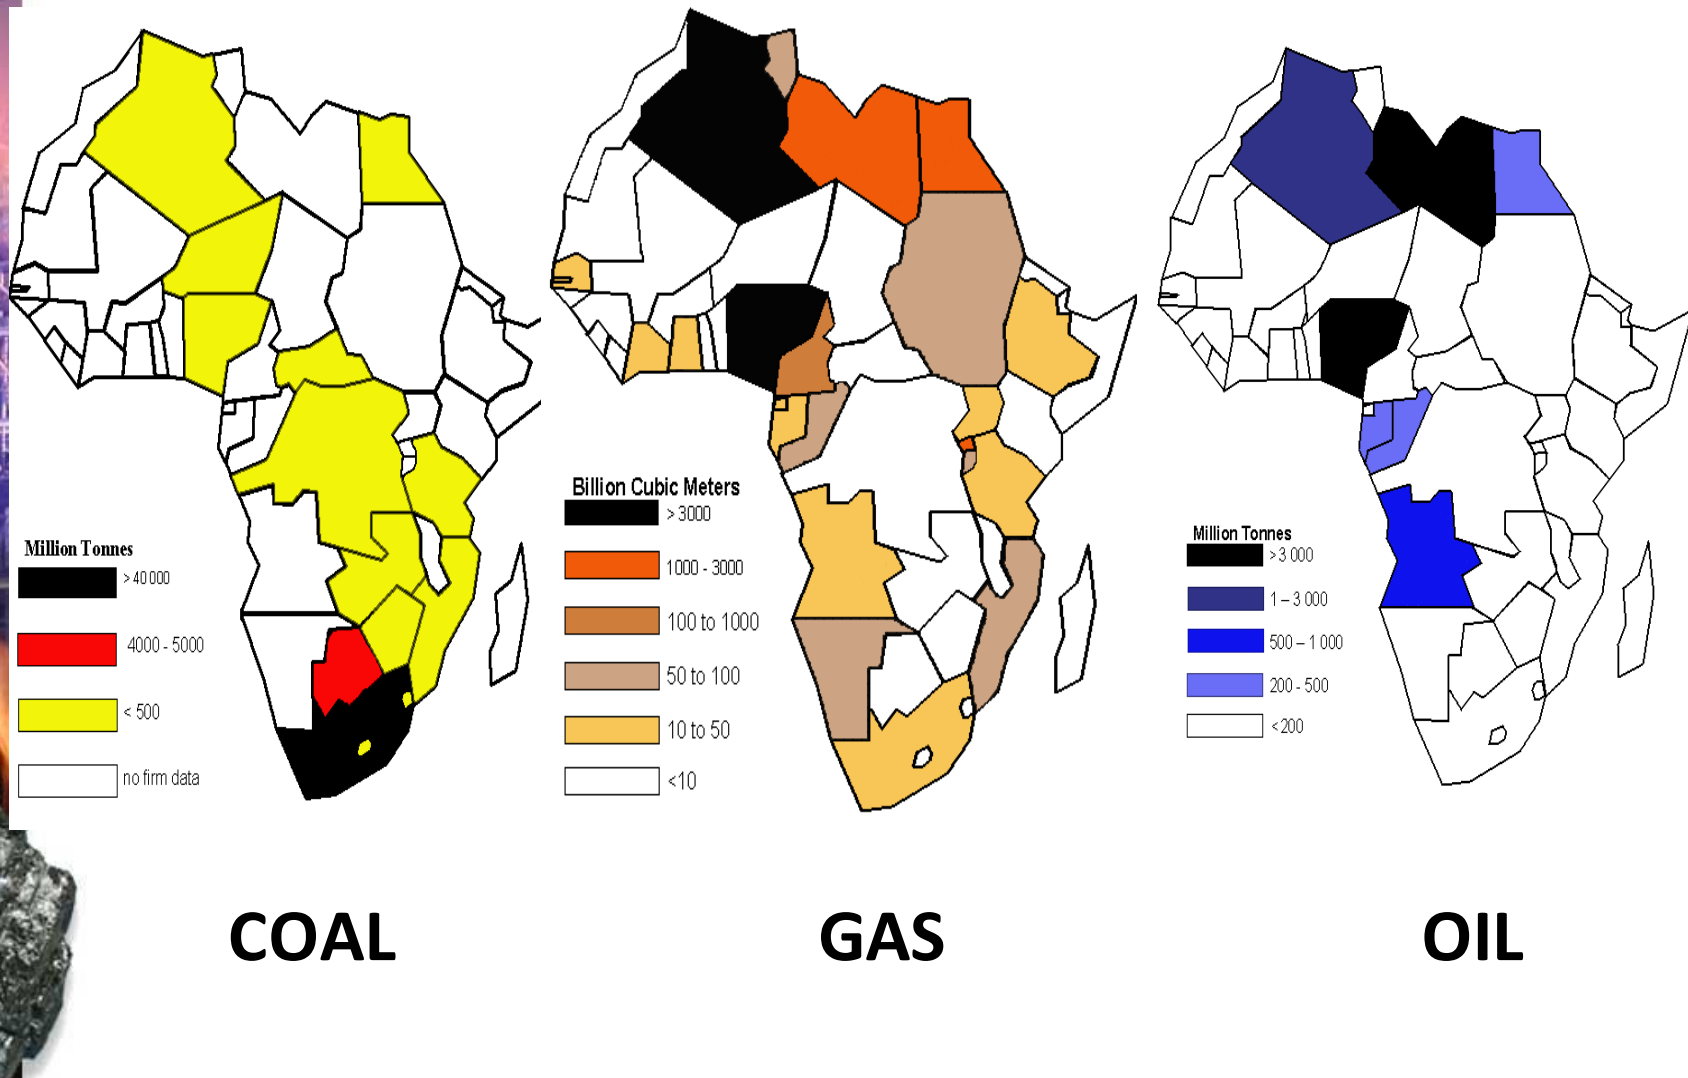 Million Tonnes
> 40 000
4000 - 5000
< 500
no firm data
COAL
Billion Cubic Meters
> 3000
1000 - 3000
100 to 1000
50 to 100
10 to 50
<10
GAS
Million Tonnes
>3 000
1 – 3 000
500 – 1 000
200 - 500
< 200
OIL